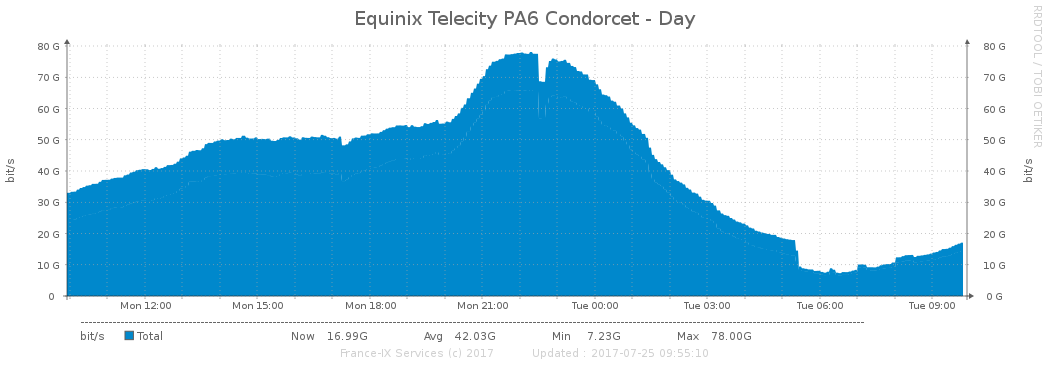 Equinix Telecity PA6 Condorcet - Day
RRDTOOL / TOBI OETIKER
bit/s
80 G
70 G
60 G
50 G
40 G
30 G
20 G
10 G
0
80 G
70 G
60 G
50 G
40 G
30 G
20 G
10 G
0 G
bit/s
Mon 12:00 Mon 15:00 Mon 18:00 Mon 21:00 Tue 00:00 Tue 03:00 Tue 06:00 Tue 09:00
bit/s Total Now 16.99G Avg 42.03G Min 7.23G Max 78.00G
France-IX Services (c) 2017 Updated : 2017-07-25 09:55:10